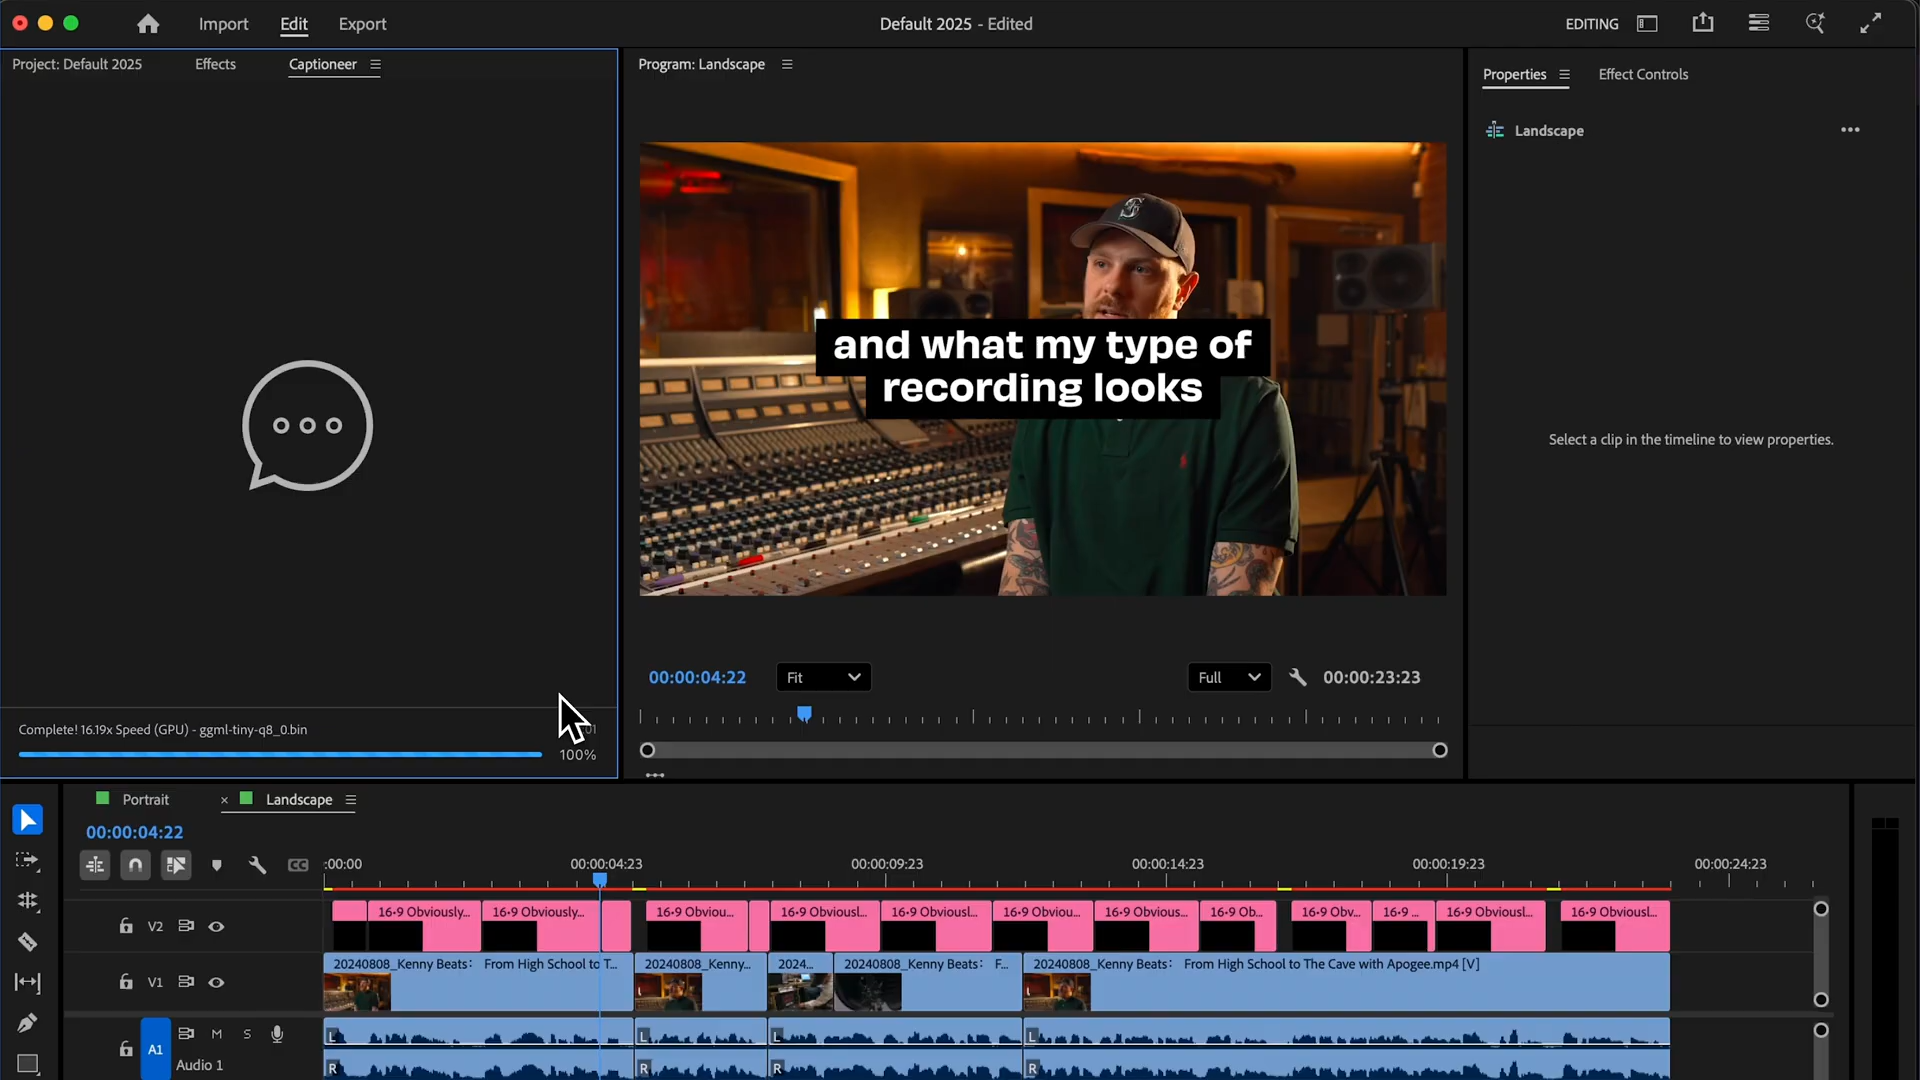 Import
Edit
Export
Default 2025 - Edited
EDITING
Project: Default 2025
Effects
Captioneer
Program: Landscape
Properties
Effect Controls
Landscape
and what my type of
recording looks
Select a clip in the timeline to view properties.
00:00:04:22
Fit
Full
00:00:23:23
Complete! 16.19x Speed (GPU) - ggml-tiny-q8_0.bin
100%
Portrait
× Landscape
00:00:04:22
:00:00
00:00:04:23
00:00:09:23
00:00:14:23
00:00:19:23
00:00:24:23
CC
V2
16•9 Obviously...
16•9 Obviously...
16•9 Obviou...
16•9 Obviousl...
16•9 Obviousl...
16•9 Obviou...
16•9 Obviousl...
16•9 Ob...
16•9 Obv...
16•9 ...
16•9 Obviousl...
16•9 Obviousl...
V1
20240808_Kenny Beats： From High School to T...
20240808_Kenny...
2024...
20240808_Kenny Beats： F...
20240808_Kenny Beats： From High School to The Cave with Apogee.mp4 [V]
A1
M
S
Audio 1
L
L
L
L
R
R
R
R